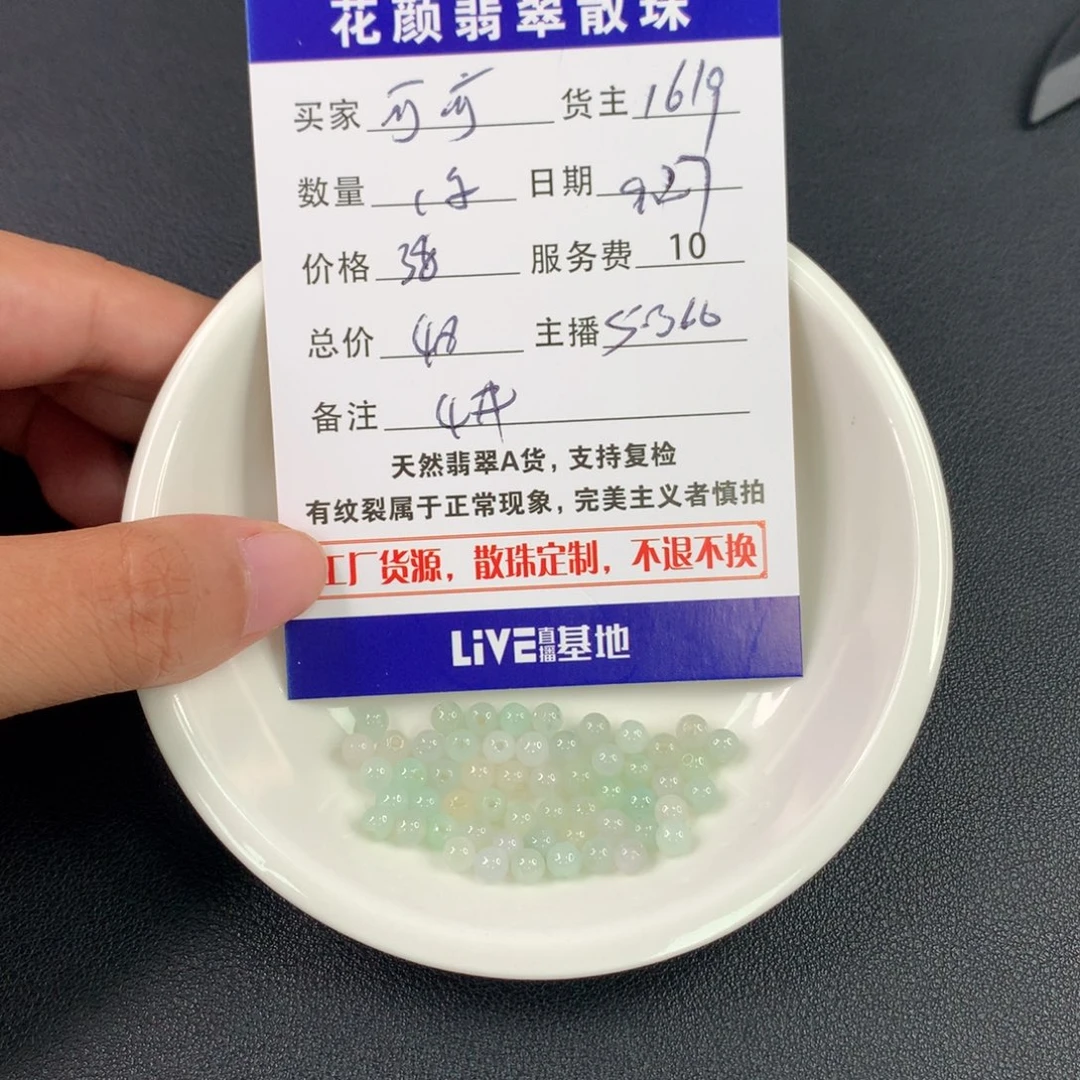 花颜翡翠散珠
买家 可可 货主 1619
数量 1手 日期 9.27
价格 38 服务费 10
总价 48 主播 5366
备注
天然翡翠A货，支持复检
有纹裂属于正常现象，完美主义者慎拍
工厂货源，散珠定制，不退不换
LiVE直播基地